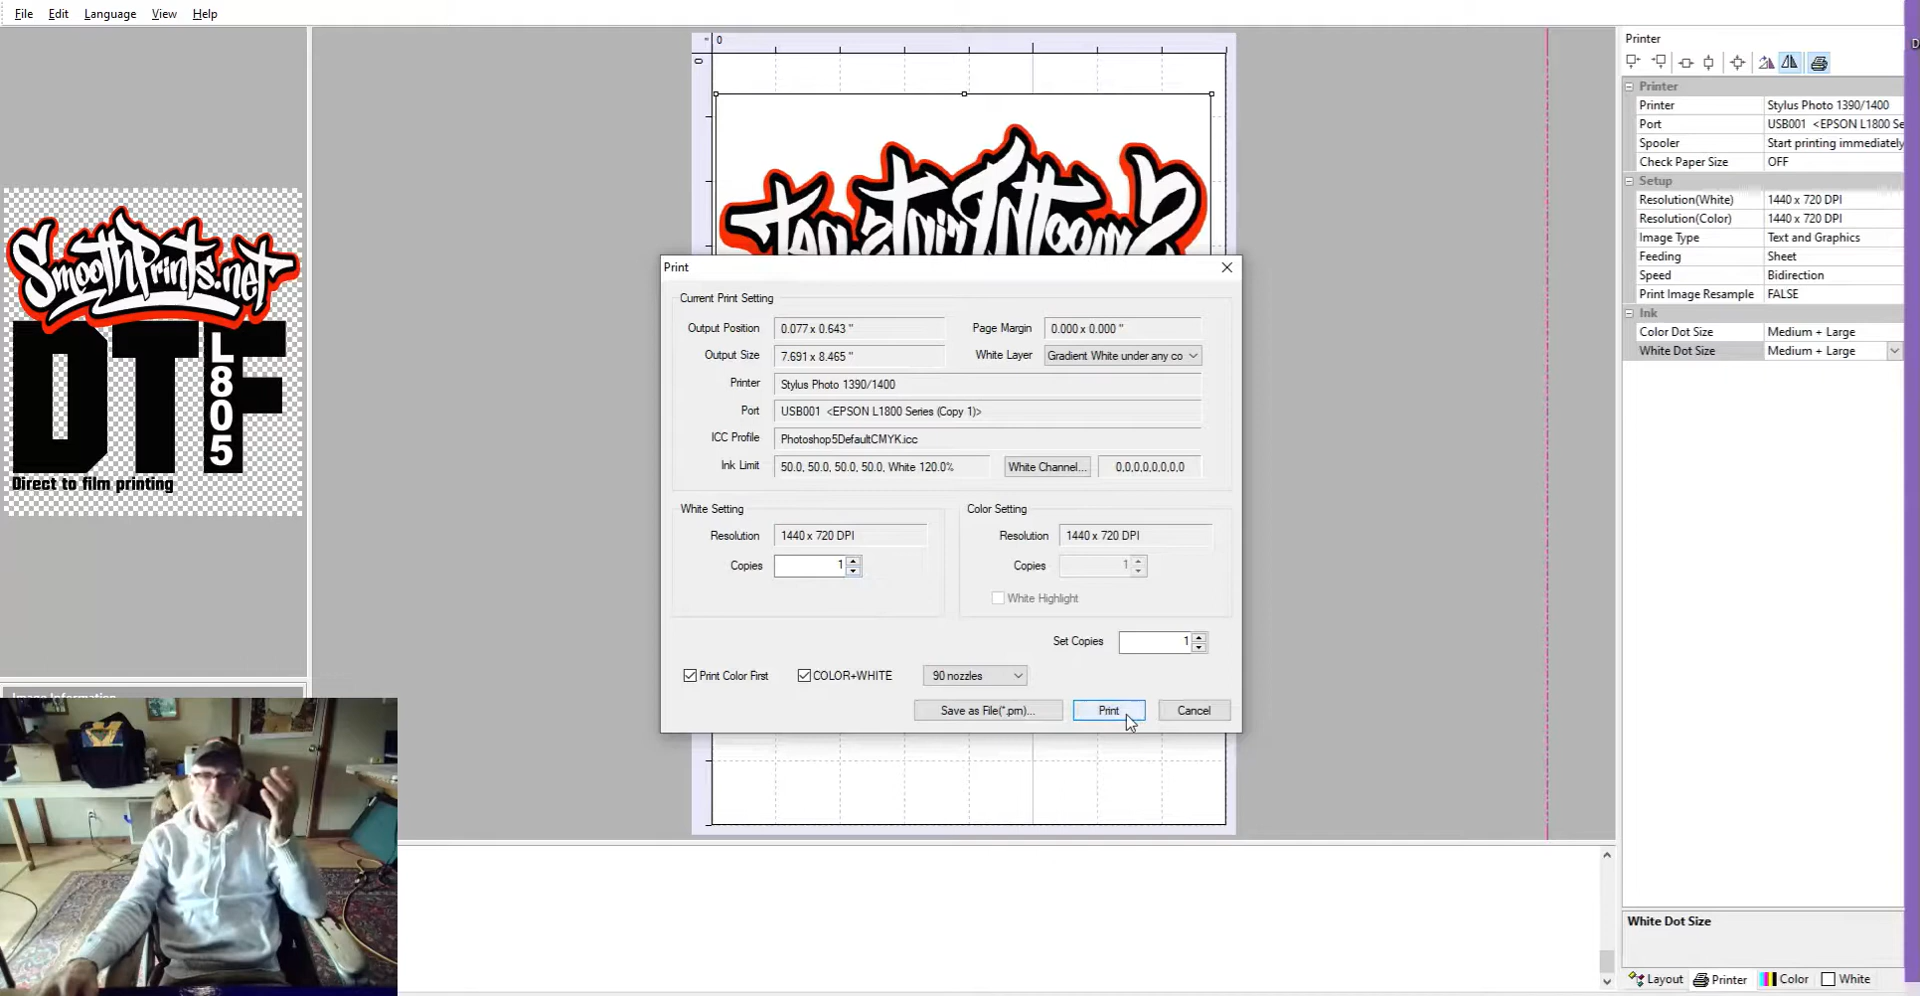 File Edit Language View Help
SmoothPrints.net
DTF
L805
Direct to film printing
Image Information
0
0
SmoothPrints.net
Print
Current Print Setting
Output Position 0.077 x 0.643 " Page Margin 0.000 x 0.000 "
Output Size 7.691 x 8.465 " White Layer Gradient White under any co
Printer Stylus Photo 1390/1400
Port USB001 <EPSON L1800 Series (Copy 1)>
ICC Profile Photoshop5DefaultCMYK.icc
Ink Limit 50.0, 50.0, 50.0, 50.0, White 120.0% White Channel... 0,0,0,0,0,0,0,0
White Setting Color Setting
Resolution 1440 x 720 DPI Resolution 1440 x 720 DPI
Copies 1 Copies 1
White Highlight
Set Copies 1
Print Color First COLOR+WHITE 90 nozzles
Save as File(*.prn)... Print Cancel
Printer
Printer
Printer Stylus Photo 1390/1400
Port USB001 <EPSON L1800 Se
Spooler Start printing immediately
Check Paper Size OFF
Setup
Resolution(White) 1440 x 720 DPI
Resolution(Color) 1440 x 720 DPI
Image Type Text and Graphics
Feeding Sheet
Speed Bidirection
Print Image Resample FALSE
Ink
Color Dot Size Medium + Large
White Dot Size Medium + Large
White Dot Size
Layout Printer Color White